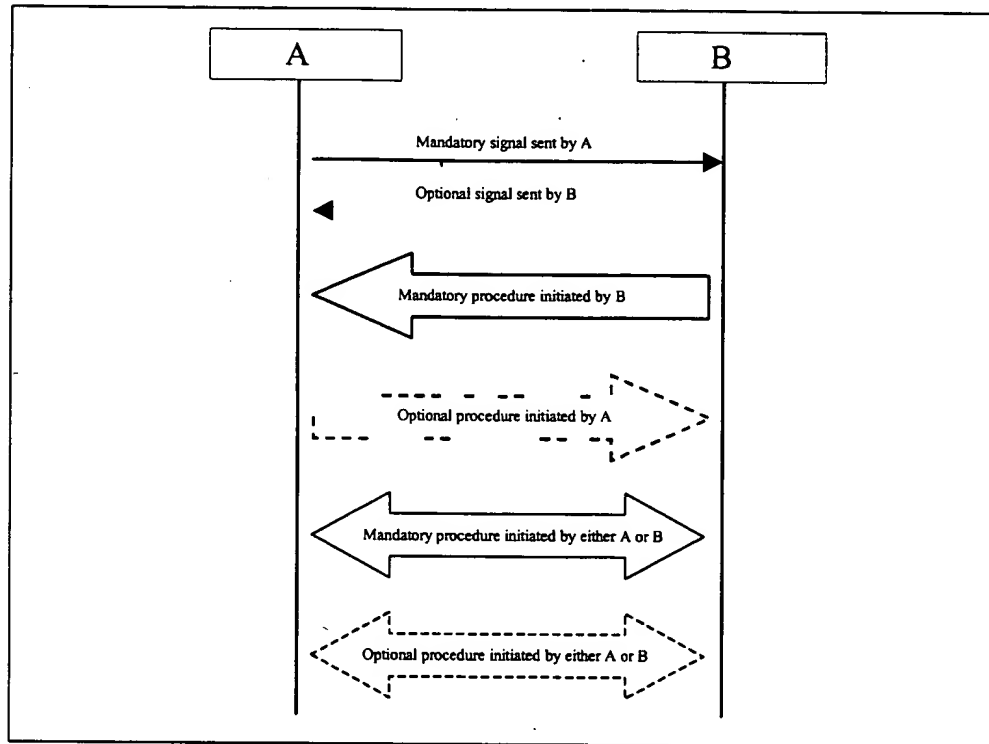 A
B
Mandatory signal sent by A
Optional signal sent by B
Mandatory procedure initiated by B
Optional procedure initiated by A
Mandatory procedure initiated by either A or B
Optional procedure initiated by either A or B